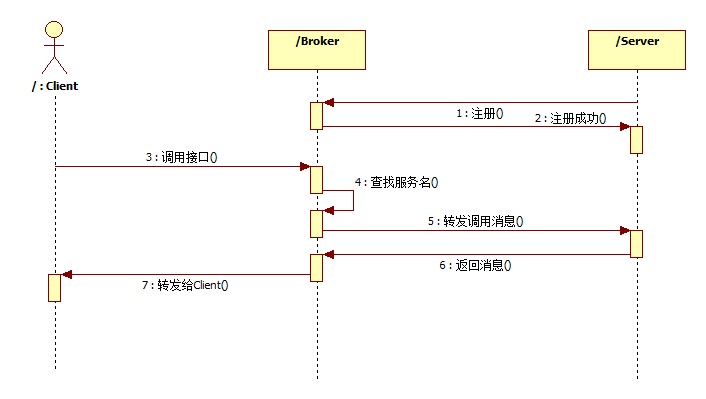 /Broker
/Server
/ : Client
1 : 注册()
2 : 注册成功()
3 : 调用接口()
4 : 查找服务名()
5 : 转发调用消息()
6 : 返回消息()
7 : 转发给Client()